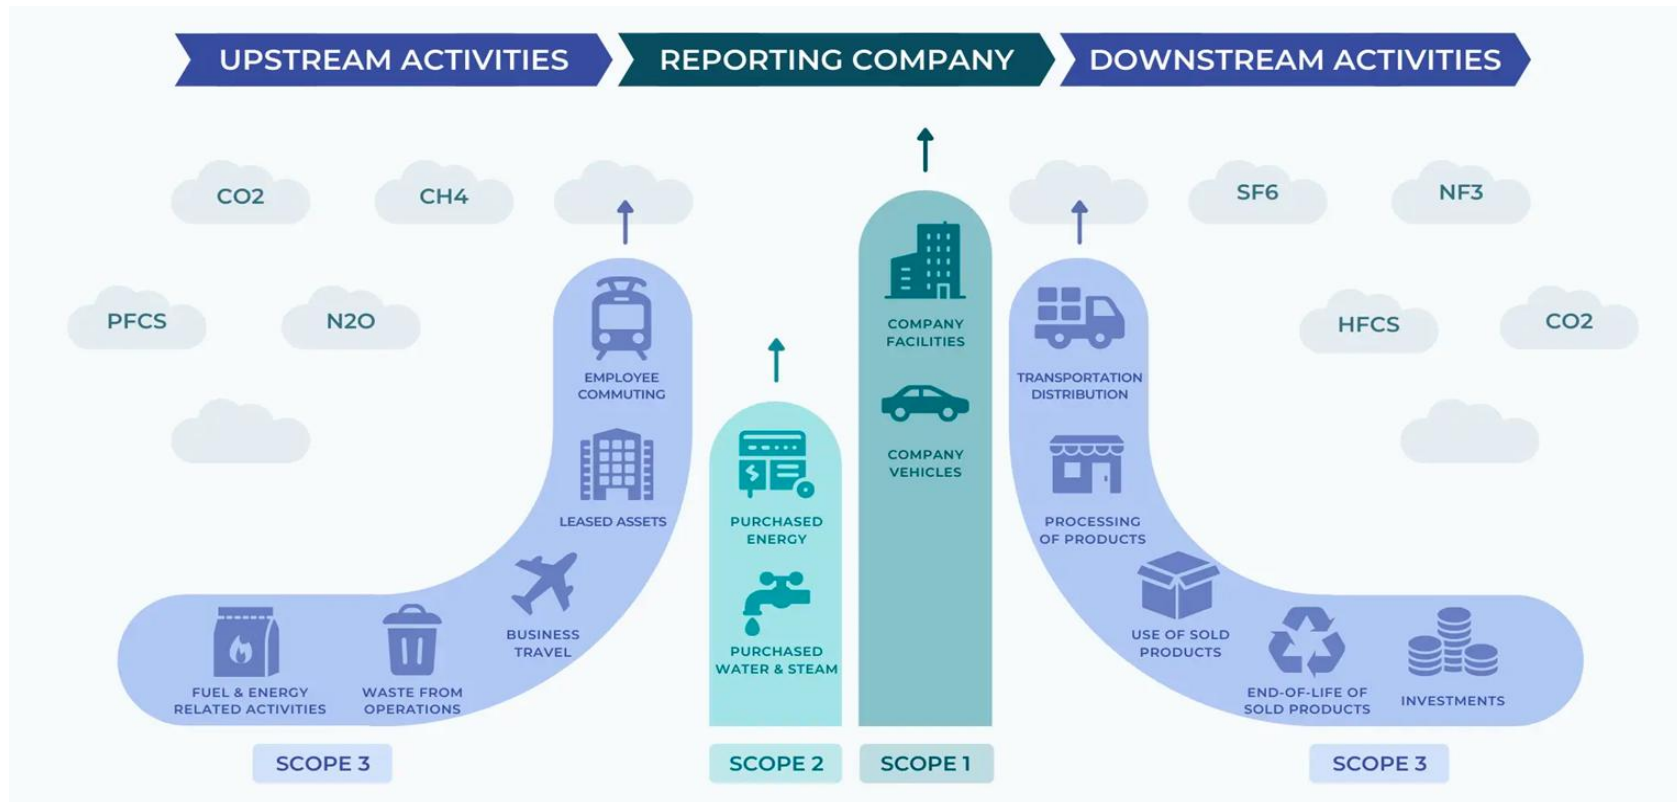 UPSTREAM ACTIVITIES
REPORTING COMPANY
DOWNSTREAM ACTIVITIES
CO2
CH4
SF6
NF3
PFCS
N2O
HFCS
CO2
EMPLOYEE
COMMUTING
LEASED ASSETS
BUSINESS
TRAVEL
WASTE FROM
OPERATIONS
FUEL & ENERGY
RELATED ACTIVITIES
SCOPE 3
PURCHASED
ENERGY
PURCHASED
WATER & STEAM
SCOPE 2
COMPANY
FACILITIES
COMPANY
VEHICLES
SCOPE 1
TRANSPORTATION
DISTRIBUTION
PROCESSING
OF PRODUCTS
USE OF SOLD
PRODUCTS
END-OF-LIFE OF
SOLD PRODUCTS
INVESTMENTS
SCOPE 3